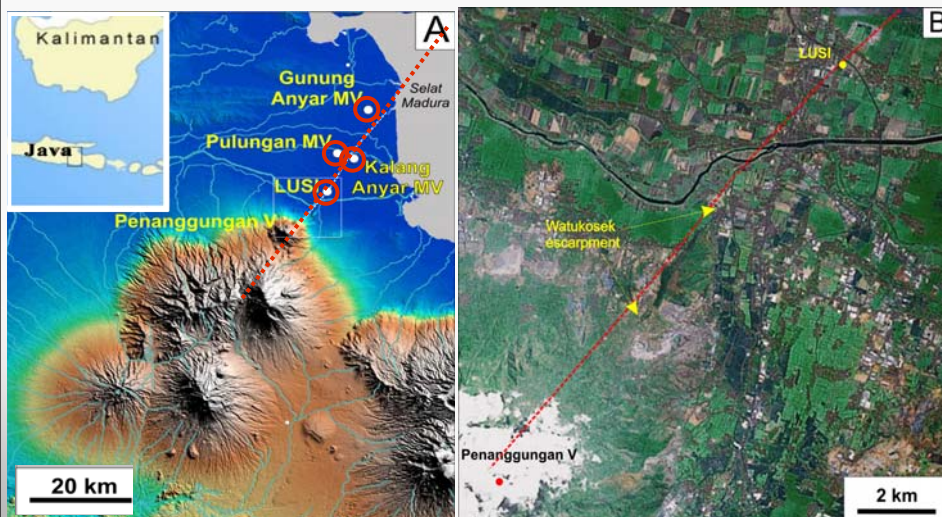 Kalimantan
Java
A
Gunung
Anyar MV
Selat
Madura
Pulungan MV
Kalang
Anyar MV
LUSI
Penanggungan V
20 km
B
LUSI
Watukosek
escarpment
Penanggungan V
2 km